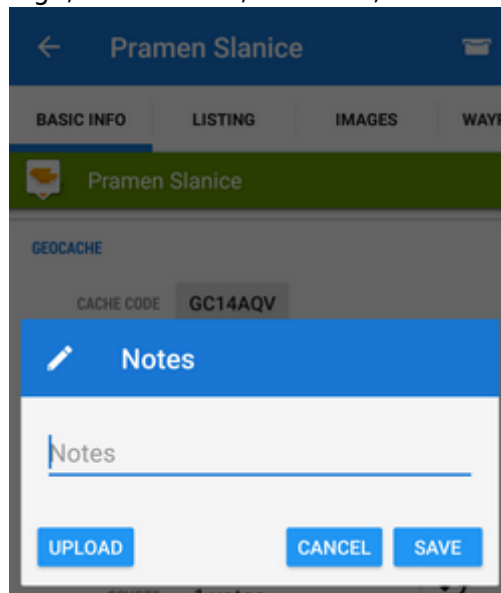 Pramen Slanice
BASIC INFO LISTING IMAGES
Pramen Slanice
GEOCACHE
CACHE CODE GC14AQV
Notes
Notes
UPLOAD CANCEL SAVE